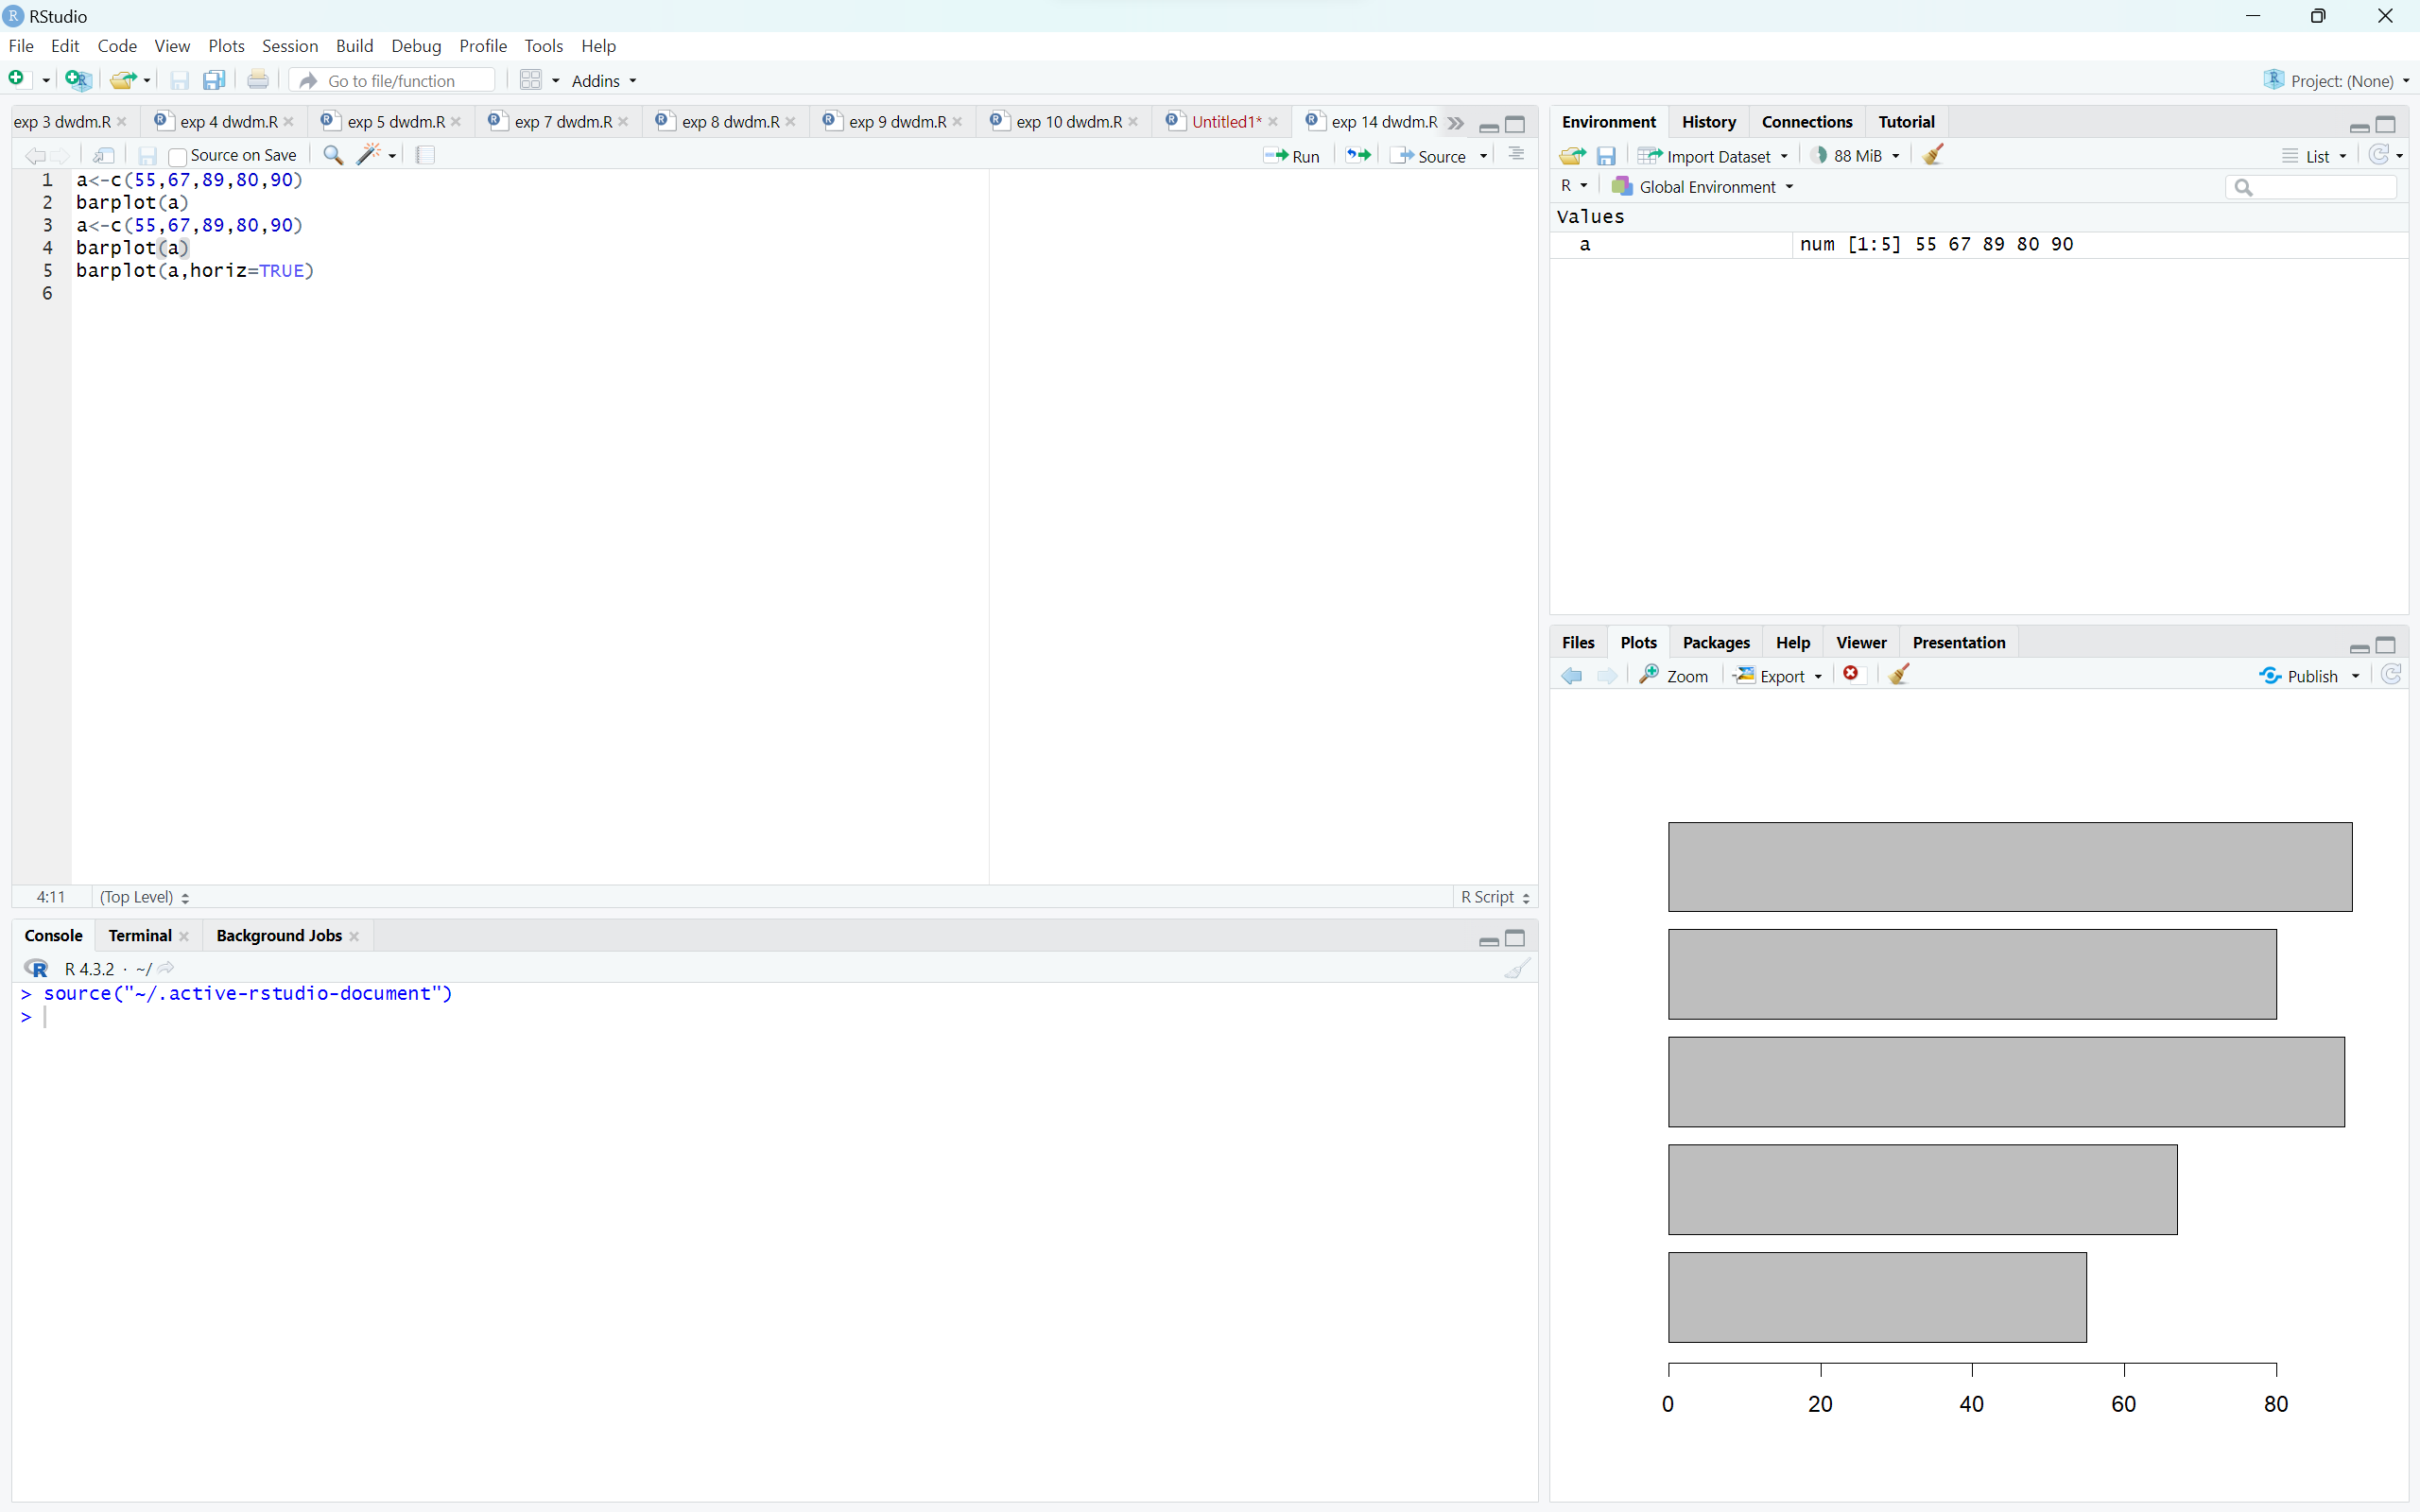 RStudio
File Edit Code View Plots Session Build Debug Profile Tools Help
Go to file/function Addins Project: (None)
exp 3 dwdm.R exp 4 dwdm.R exp 5 dwdm.R exp 7 dwdm.R exp 8 dwdm.R exp 9 dwdm.R exp 10 dwdm.R Untitled1* exp 14 dwdm.R
Source on Save Run Source
1 a<-c(55,67,89,80,90)
2 barplot(a)
3 a<-c(55,67,89,80,90)
4 barplot(a)
5 barplot(a,horiz=TRUE)
6
4:11 (Top Level) R Script
Console Terminal Background Jobs
R 4.3.2 · ~/
> source("~/.active-rstudio-document")
>
Environment History Connections Tutorial
Import Dataset 88 MiB List
R Global Environment
Values
a num [1:5] 55 67 89 80 90
Files Plots Packages Help Viewer Presentation
Zoom Export Publish
0 20 40 60 80